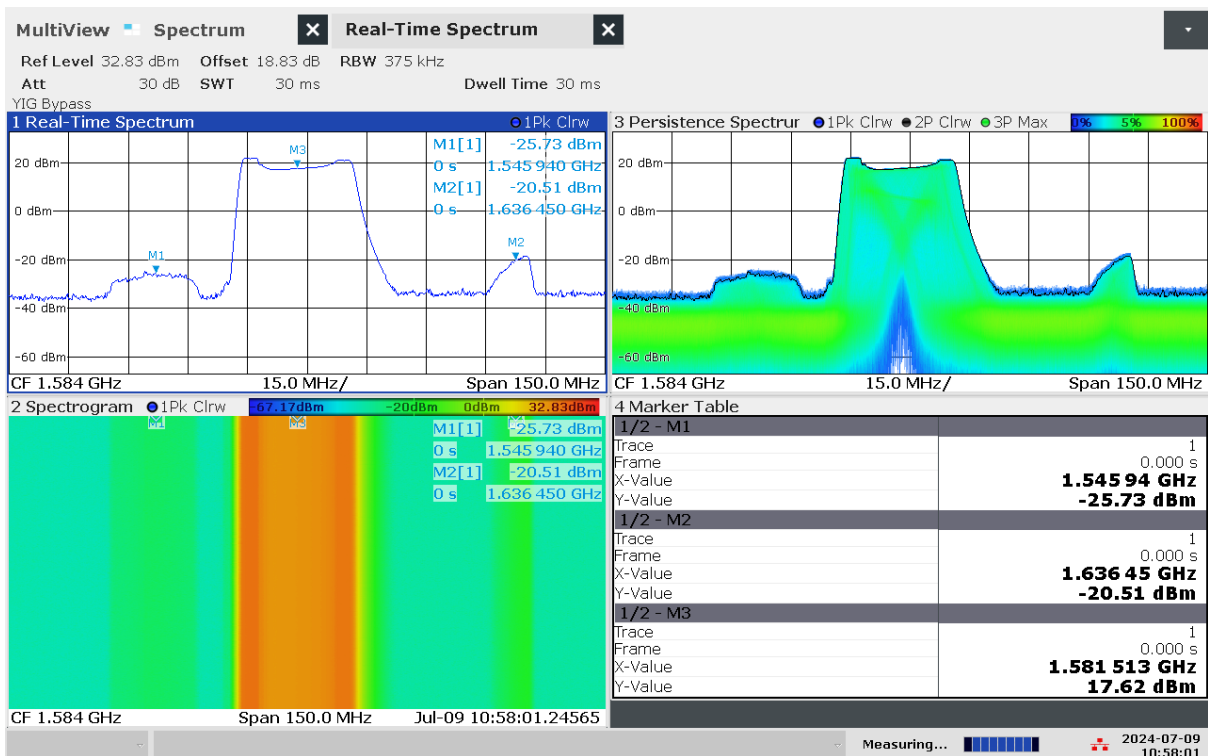 MultiView Spectrum X Real-Time Spectrum X
Ref Level 32.83 dBm Offset 18.83 dB RBW 375 kHz
Att 30 dB SWT 30 ms Dwell Time 30 ms
YIG Bypass
1 Real-Time Spectrum 1Pk Clrw
M1[1] -25.73 dBm
0 s 1.545 940 GHz
M2[1] -20.51 dBm
0 s 1.636 450 GHz
M3
M1
M2
20 dBm
0 dBm
-20 dBm
-40 dBm
-60 dBm
CF 1.584 GHz 15.0 MHz/ Span 150.0 MHz
3 Persistence Spectrur 1Pk Clrw 2P Clrw 3P Max 0% 5% 100%
20 dBm
0 dBm
-20 dBm
-40 dBm
-60 dBm
CF 1.584 GHz 15.0 MHz/ Span 150.0 MHz
2 Spectrogram 1Pk Clrw -67.17dBm -20dBm 0dBm 32.83dBm
M1 M3
M1[1] -25.73 dBm
0 s 1.545 940 GHz
M2[1] -20.51 dBm
0 s 1.636 450 GHz
CF 1.584 GHz Span 150.0 MHz Jul-09 10:58:01.24565
4 Marker Table
1/2 - M1
Trace 1
Frame 0.000 s
X-Value 1.545 94 GHz
Y-Value -25.73 dBm
1/2 - M2
Trace 1
Frame 0.000 s
X-Value 1.636 45 GHz
Y-Value -20.51 dBm
1/2 - M3
Trace 1
Frame 0.000 s
X-Value 1.581 513 GHz
Y-Value 17.62 dBm
Measuring... 2024-07-09
10:58:01